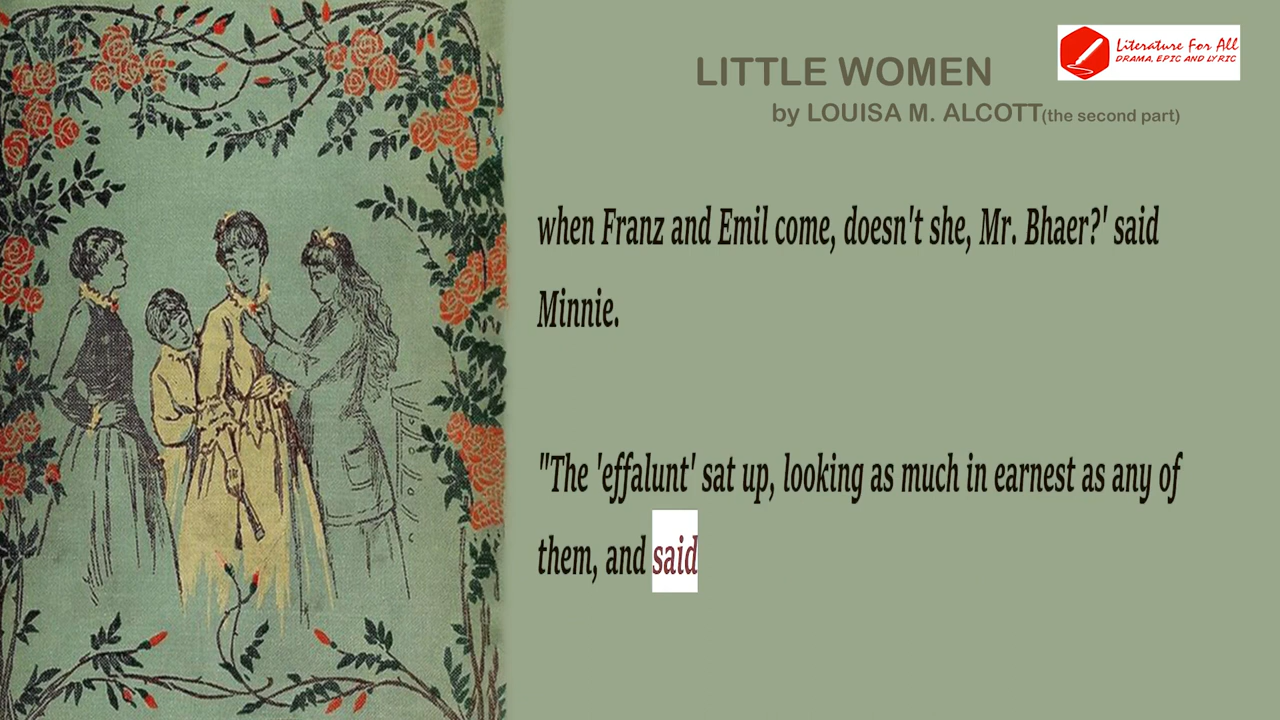 LITTLE WOMEN
by LOUISA M. ALCOTT(the second part)
Literature For All
DRAMA, EPIC AND LYRIC
when Franz and Emil come, doesn't she, Mr. Bhaer?' said
Minnie.
"The 'effalunt' sat up, looking as much in earnest as any of
them, and said